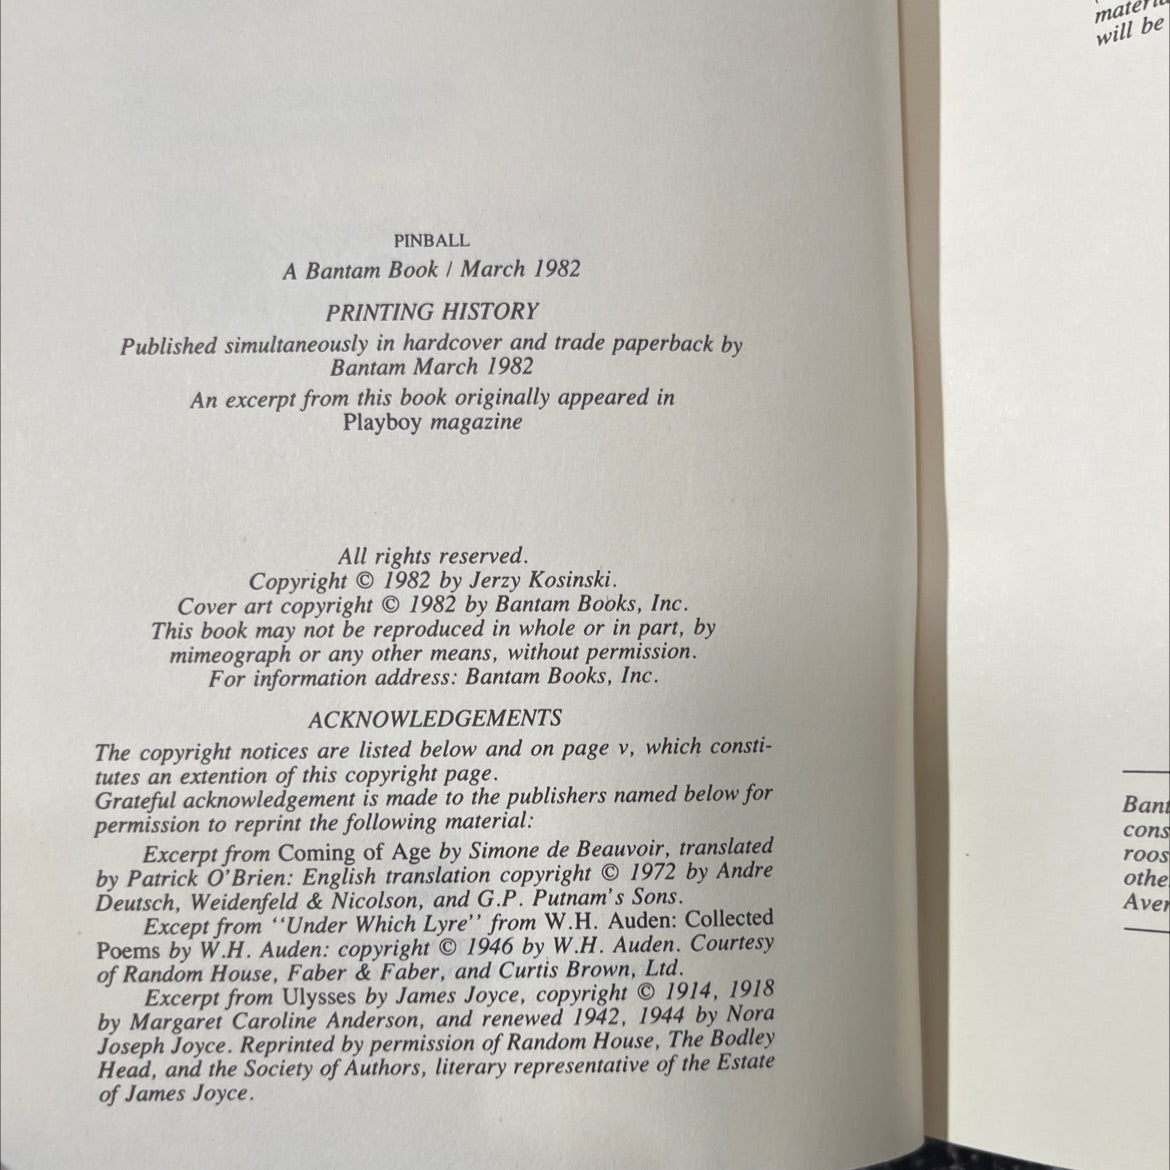 PINBALL
A Bantam Book / March 1982
PRINTING HISTORY
Published simultaneously in hardcover and trade paperback by
Bantam March 1982
An excerpt from this book originally appeared in
Playboy magazine
All rights reserved.
Copyright © 1982 by Jerzy Kosinski.
Cover art copyright © 1982 by Bantam Books, Inc.
This book may not be reproduced in whole or in part, by
mimeograph or any other means, without permission.
For information address: Bantam Books, Inc.
ACKNOWLEDGEMENTS
The copyright notices are listed below and on page v, which consti-
tutes an extention of this copyright page.
Grateful acknowledgement is made to the publishers named below for
permission to reprint the following material:
Excerpt from Coming of Age by Simone de Beauvoir, translated
by Patrick O'Brien: English translation copyright © 1972 by Andre
Deutsch, Weidenfeld & Nicolson, and G.P. Putnam's Sons.
Except from "Under Which Lyre" from W.H. Auden: Collected
Poems by W.H. Auden: copyright © 1946 by W.H. Auden. Courtesy
of Random House, Faber & Faber, and Curtis Brown, Ltd.
Excerpt from Ulysses by James Joyce, copyright © 1914, 1918
by Margaret Caroline Anderson, and renewed 1942, 1944 by Nora
Joseph Joyce. Reprinted by permission of Random House, The Bodley
Head, and the Society of Authors, literary representative of the Estate
of James Joyce.
will be